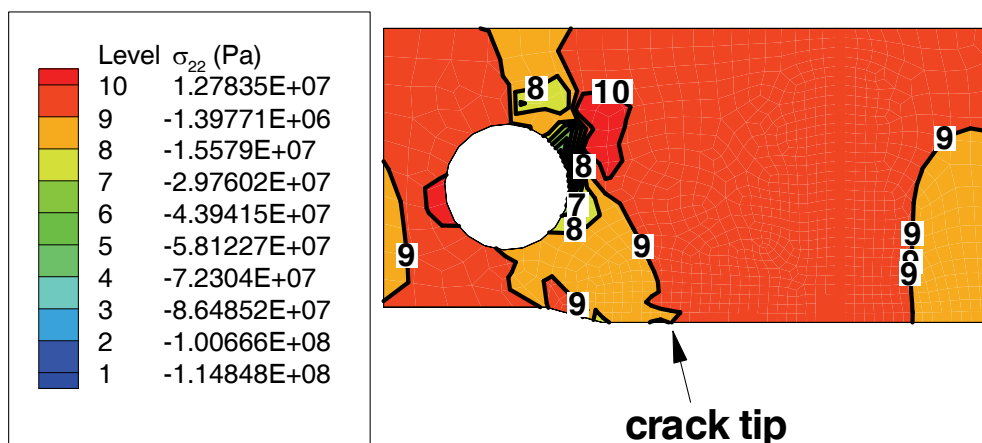 Level σ22 (Pa)
10 1.27835E+07
9 -1.39771E+06
8 -1.5579E+07
7 -2.97602E+07
6 -4.39415E+07
5 -5.81227E+07
4 -7.2304E+07
3 -8.64852E+07
2 -1.00666E+08
1 -1.14848E+08
8
10
8
7
8
9
9
9
9
9
9
9
crack tip